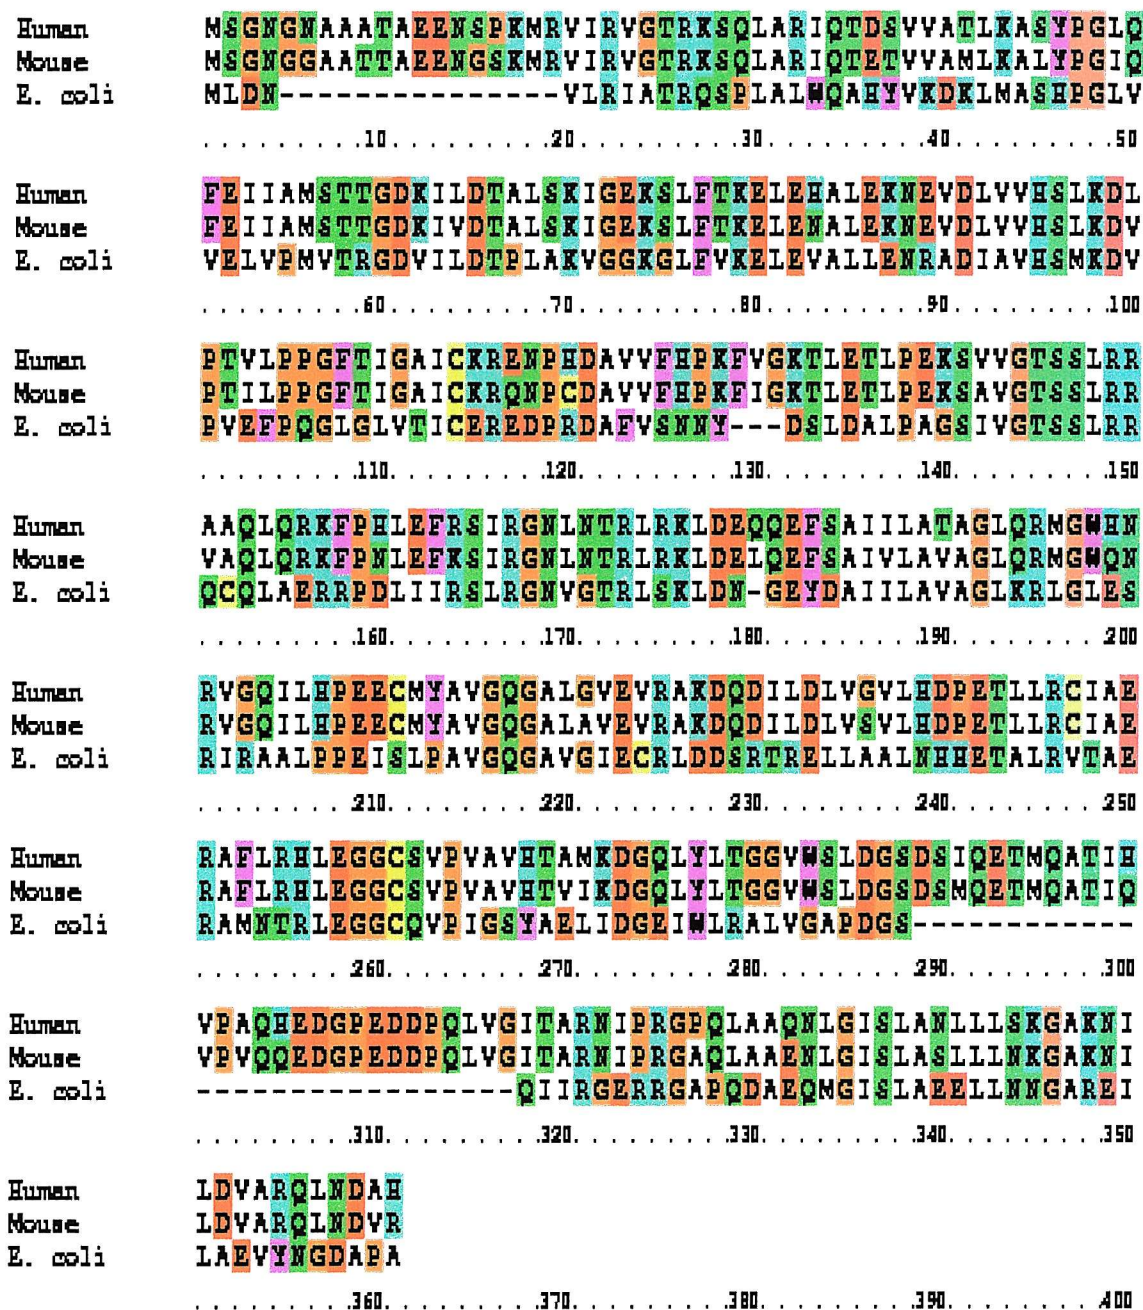 Human MSGNGNAAATAEENSPKMRVIRVGTRKSQLARIQTDSVVATLKASYPGLQ
Mouse MSGNGGAATTAEENGSKMRVIRVGTRKSQLARIQTETVVAMLKALYPGIQ
E. coli MLDN---------------VLRIATRQSPLALWQAHYVKDKLMASHPGLV
. . . . . . . . .10. . . . . . . . .20. . . . . . . . .30. . . . . . . . .40. . . . . . . . .50
Human FEIIAMSTTGDKILDTALSKIGEKSLFTKELEHALEKNEVDLVVHSLKDL
Mouse FEIIAMSTTGDKIVDTALSKIGEKSLFTKELENALEKNEVDLVVHSLKDV
E. coli VELVPMVTRGDVILDTPLAKVGGKGLFVKELEVALLENRADIAVHSMKDV
. . . . . . . . .60. . . . . . . . .70. . . . . . . . .80. . . . . . . . .90. . . . . . . . .100
Human PTVLPPGFTIGAICKRENPHDAVVFHPKFVGKTLETLPEKSVVGTSSLRR
Mouse PTILPPGFTIGAICKRQNPCDAVVFHPKFIGKTLETLPEKSAVGTSSLRR
E. coli PVEFPQGLGLVTICEREDPRDAFVSNNY---DSLDALPAGSIVGTSSLRR
. . . . . . . . .110. . . . . . . . .120. . . . . . . . .130. . . . . . . . .140. . . . . . . . .150
Human AAQLQRKFPHLEFRSIRGNLNTRLRKLDEQQEFSAIILATAGLQRMGWHN
Mouse VAQLQRKFPNLEFKSIRGNLNTRLRKLDELQEFSAIVLAVAGLQRMGWQN
E. coli QCQLAERRPDLIIRSLRGNVGTRLSKLDN-GEYDAIILAVAGLKRLGLES
. . . . . . . . .160. . . . . . . . .170. . . . . . . . .180. . . . . . . . .190. . . . . . . . .200
Human RVGQILHPEECMYAVGQGALGVEVRAKDQDILDLVGVLHDPETLLRCIAE
Mouse RVGQILHPEECMYAVGQGALAVEVRAKDQDILDLVSVLHDPETLLRCIAE
E. coli RIRAALPPEISLPAVGQGAVGIECRLDDSRTRELLAALNHHETALRVTAE
. . . . . . . . .210. . . . . . . . .220. . . . . . . . .230. . . . . . . . .240. . . . . . . . .250
Human RAFLRHLEGGCSVPVAVHTAMKDGQLYLTGGVWSLDGSDSIQETMQATIH
Mouse RAFLRHLEGGCSVPVAVHTVIKDGQLYLTGGVWSLDGSDSMQETMQATIQ
E. coli RAMNTRLEGGCQVPIGSYAELIDGEIWLRALVGAPDGS------------
. . . . . . . . .260. . . . . . . . .270. . . . . . . . .280. . . . . . . . .290. . . . . . . . .300
Human VPAQHEDGPEDDPQLVGITARNIPRGPQLAAQNLGISLANLLLSKGAKNI
Mouse VPVQQEDGPEDDPQLVGITARNIPRGAQLAAENLGISLASLLLNKGAKNI
E. coli -----------------QIIRGERRGAPQDAEQMGISLAEELLNNGAREI
. . . . . . . . .310. . . . . . . . .320. . . . . . . . .330. . . . . . . . .340. . . . . . . . .350
Human LDVARQLNDAH
Mouse LDVARQLNDVR
E. coli LAEVYNGDAPA
. . . . . . . . .360. . . . . . . . .370. . . . . . . . .380. . . . . . . . .390. . . . . . . . .400